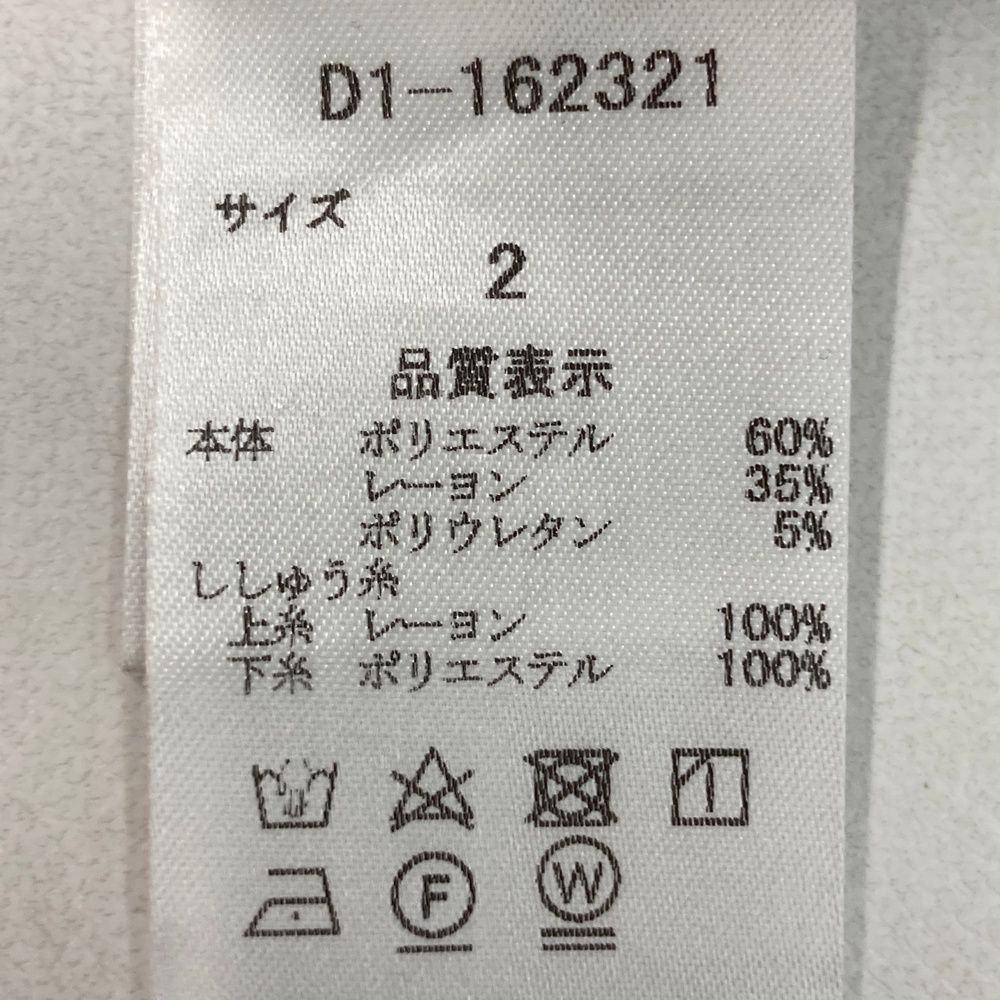 D1-162321
サイズ
2
品質表示
本体 ポリエステル 60%
レーヨン 35%
ポリウレタン 5%
ししゅう糸
上糸 レーヨン 100%
下糸 ポリエステル 100%
F W